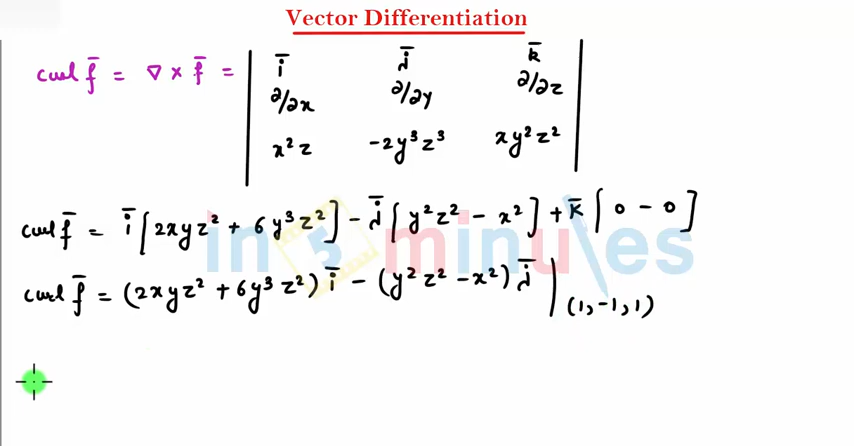 Vector Differentiation
curl f̄ = ∇ × f̄ = | ī j̄ k̄ |
| ∂/∂x ∂/∂y ∂/∂z |
| x²z -2y³z³ xy²z² |
curl f̄ = ī [2xyz² + 6y³z²] - j̄ [y²z² - x²] + k̄ [0 - 0]
in 5 minutes
curl f̄ = (2xyz² + 6y³z²) ī - (y²z² - x²) j̄ |(1, -1, 1)